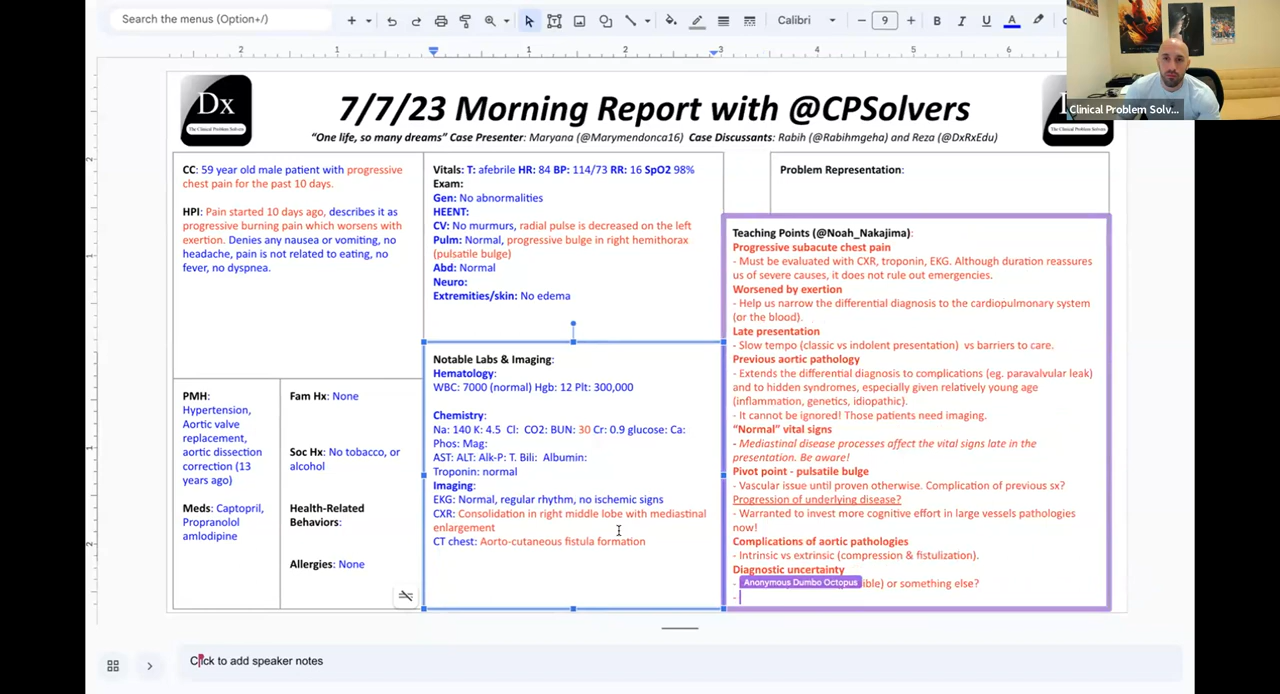 Search the menus (Option+/)
Calibri
9
B I U A
2 1 1 2 3 4 5 6
Clinical Problem Solv...
Dx
The Clinical Problem Solvers
7/7/23 Morning Report with @CPSolvers
“One life, so many dreams” Case Presenter: Maryana (@Marymendonca16) Case Discussants: Rabih (@Rabihmgeha) and Reza (@DxRxEdu)
CC: 59 year old male patient with progressive
chest pain for the past 10 days.
HPI: Pain started 10 days ago, describes it as
progressive burning pain which worsens with
exertion. Denies any nausea or vomiting, no
headache, pain is not related to eating, no
fever, no dyspnea.
PMH:
Hypertension,
Aortic valve
replacement,
aortic dissection
correction (13
years ago)
Meds: Captopril,
Propranolol
amlodipine
Fam Hx: None
Soc Hx: No tobacco, or
alcohol
Health-Related
Behaviors:
Allergies: None
Vitals: T: afebrile HR: 84 BP: 114/73 RR: 16 SpO2 98%
Exam:
Gen: No abnormalities
HEENT:
CV: No murmurs, radial pulse is decreased on the left
Pulm: Normal, progressive bulge in right hemithorax
(pulsatile bulge)
Abd: Normal
Neuro:
Extremities/skin: No edema
Notable Labs & Imaging:
Hematology:
WBC: 7000 (normal) Hgb: 12 Plt: 300,000
Chemistry:
Na: 140 K: 4.5 Cl: CO2: BUN: 30 Cr: 0.9 glucose: Ca:
Phos: Mag:
AST: ALT: Alk-P: T. Bili: Albumin:
Troponin: normal
Imaging:
EKG: Normal, regular rhythm, no ischemic signs
CXR: Consolidation in right middle lobe with mediastinal
enlargement
CT chest: Aorto-cutaneous fistula formation
Problem Representation:
Teaching Points (@Noah_Nakajima):
Progressive subacute chest pain
- Must be evaluated with CXR, troponin, EKG. Although duration reassures
us of severe causes, it does not rule out emergencies.
Worsened by exertion
- Help us narrow the differential diagnosis to the cardiopulmonary system
(or the blood).
Late presentation
- Slow tempo (classic vs indolent presentation) vs barriers to care.
Previous aortic pathology
- Extends the differential diagnosis to complications (eg. paravalvular leak)
and to hidden syndromes, especially given relatively young age
(inflammation, genetics, idiopathic).
- It cannot be ignored! Those patients need imaging.
“Normal” vital signs
- Mediastinal disease processes affect the vital signs late in the
presentation. Be aware!
Pivot point - pulsatile bulge
- Vascular issue until proven otherwise. Complication of previous sx?
Progression of underlying disease?
- Warranted to invest more cognitive effort in large vessels pathologies
now!
Complications of aortic pathologies
- Intrinsic vs extrinsic (compression & fistulization).
Diagnostic uncertainty
Anonymous Dumbo Octopus
- or something else?
-
Click to add speaker notes